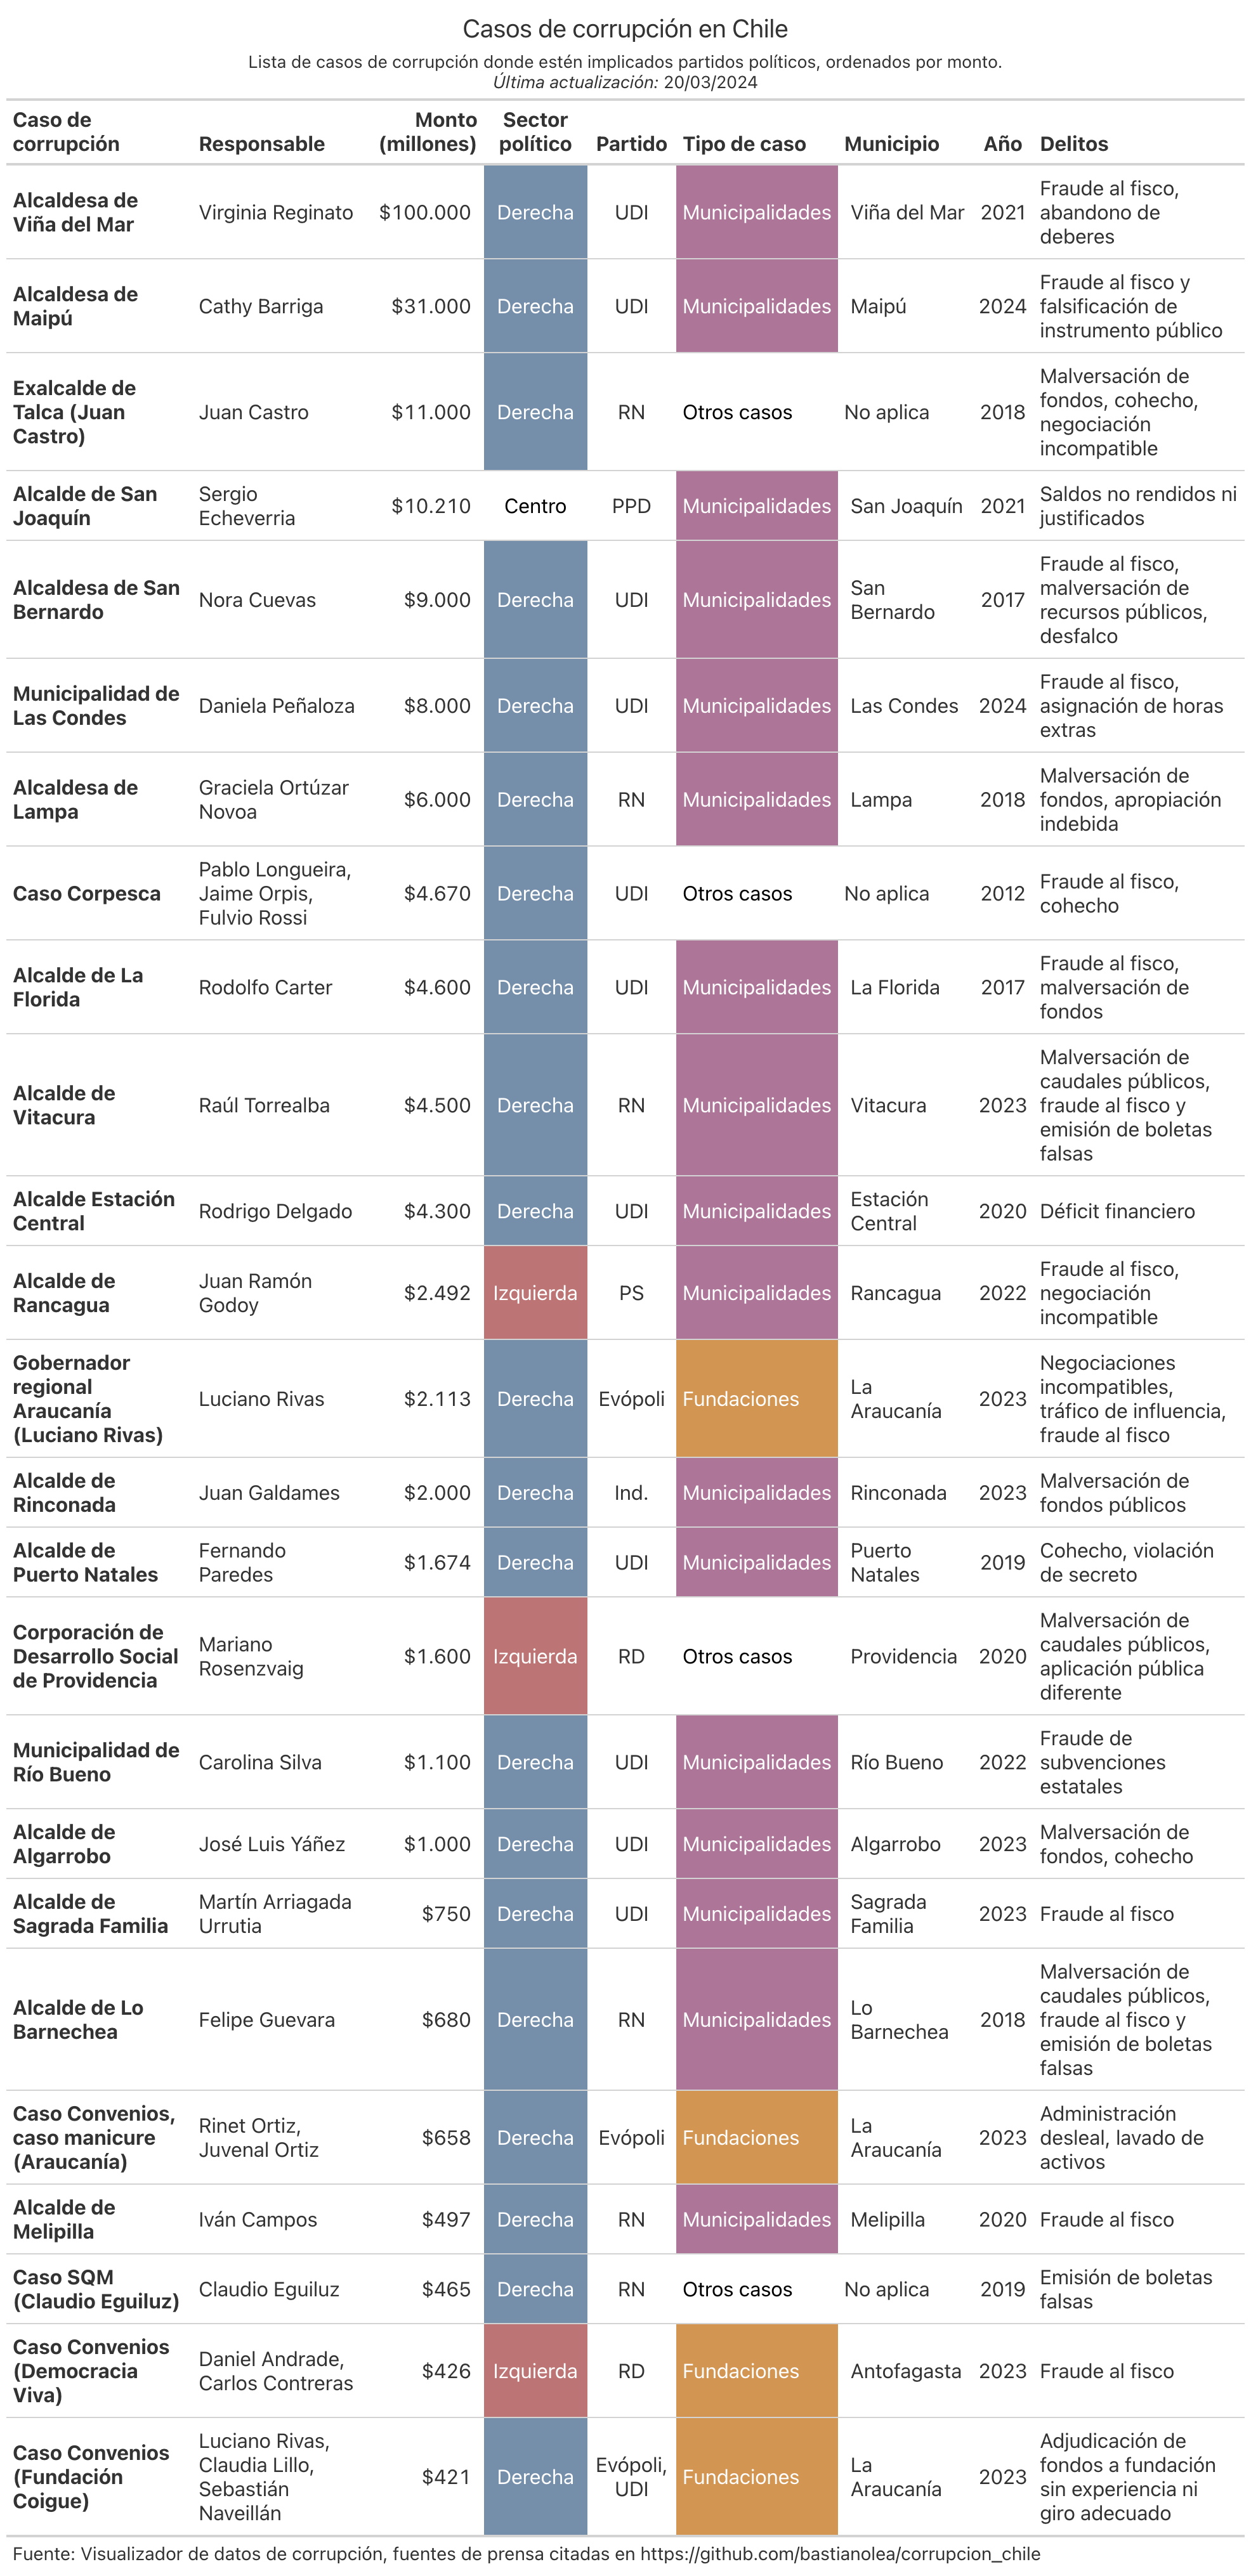 Casos de corrupción en Chile
Lista de casos de corrupción donde estén implicados partidos políticos, ordenados por monto.
Última actualización: 20/03/2024
Caso de corrupción Responsable Monto (millones) Sector político Partido Tipo de caso Municipio Año Delitos
Alcaldesa de Viña del Mar Virginia Reginato $100.000 Derecha UDI Municipalidades Viña del Mar 2021 Fraude al fisco, abandono de deberes
Alcaldesa de Maipú Cathy Barriga $31.000 Derecha UDI Municipalidades Maipú 2024 Fraude al fisco y falsificación de instrumento público
Exalcalde de Talca (Juan Castro) Juan Castro $11.000 Derecha RN Otros casos No aplica 2018 Malversación de fondos, cohecho, negociación incompatible
Alcalde de San Joaquín Sergio Echeverria $10.210 Centro PPD Municipalidades San Joaquín 2021 Saldos no rendidos ni justificados
Alcaldesa de San Bernardo Nora Cuevas $9.000 Derecha UDI Municipalidades San Bernardo 2017 Fraude al fisco, malversación de recursos públicos, desfalco
Municipalidad de Las Condes Daniela Peñaloza $8.000 Derecha UDI Municipalidades Las Condes 2024 Fraude al fisco, asignación de horas extras
Alcaldesa de Lampa Graciela Ortúzar Novoa $6.000 Derecha RN Municipalidades Lampa 2018 Malversación de fondos, apropiación indebida
Caso Corpesca Pablo Longueira, Jaime Orpis, Fulvio Rossi $4.670 Derecha UDI Otros casos No aplica 2012 Fraude al fisco, cohecho
Alcalde de La Florida Rodolfo Carter $4.600 Derecha UDI Municipalidades La Florida 2017 Fraude al fisco, malversación de fondos
Alcalde de Vitacura Raúl Torrealba $4.500 Derecha RN Municipalidades Vitacura 2023 Malversación de caudales públicos, fraude al fisco y emisión de boletas falsas
Alcalde Estación Central Rodrigo Delgado $4.300 Derecha UDI Municipalidades Estación Central 2020 Déficit financiero
Alcalde de Rancagua Juan Ramón Godoy $2.492 Izquierda PS Municipalidades Rancagua 2022 Fraude al fisco, negociación incompatible
Gobernador regional Araucanía (Luciano Rivas) Luciano Rivas $2.113 Derecha Evópoli Fundaciones La Araucanía 2023 Negociaciones incompatibles, tráfico de influencia, fraude al fisco
Alcalde de Rinconada Juan Galdames $2.000 Derecha Ind. Municipalidades Rinconada 2023 Malversación de fondos públicos
Alcalde de Puerto Natales Fernando Paredes $1.674 Derecha UDI Municipalidades Puerto Natales 2019 Cohecho, violación de secreto
Corporación de Desarrollo Social de Providencia Mariano Rosenzvaig $1.600 Izquierda RD Otros casos Providencia 2020 Malversación de caudales públicos, aplicación pública diferente
Municipalidad de Río Bueno Carolina Silva $1.100 Derecha UDI Municipalidades Río Bueno 2022 Fraude de subvenciones estatales
Alcalde de Algarrobo José Luis Yáñez $1.000 Derecha UDI Municipalidades Algarrobo 2023 Malversación de fondos, cohecho
Alcalde de Sagrada Familia Martín Arriagada Urrutia $750 Derecha UDI Municipalidades Sagrada Familia 2023 Fraude al fisco
Alcalde de Lo Barnechea Felipe Guevara $680 Derecha RN Municipalidades Lo Barnechea 2018 Malversación de caudales públicos, fraude al fisco y emisión de boletas falsas
Caso Convenios, caso manicure (Araucanía) Rinet Ortiz, Juvenal Ortiz $658 Derecha Evópoli Fundaciones La Araucanía 2023 Administración desleal, lavado de activos
Alcalde de Melipilla Iván Campos $497 Derecha RN Municipalidades Melipilla 2020 Fraude al fisco
Caso SQM (Claudio Eguiluz) Claudio Eguiluz $465 Derecha RN Otros casos No aplica 2019 Emisión de boletas falsas
Caso Convenios (Democracia Viva) Daniel Andrade, Carlos Contreras $426 Izquierda RD Fundaciones Antofagasta 2023 Fraude al fisco
Caso Convenios (Fundación Coigue) Luciano Rivas, Claudia Lillo, Sebastián Naveillán $421 Derecha Evópoli, UDI Fundaciones La Araucanía 2023 Adjudicación de fondos a fundación sin experiencia ni giro adecuado
Fuente: Visualizador de datos de corrupción, fuentes de prensa citadas en https://github.com/bastianolea/corrupcion_chile